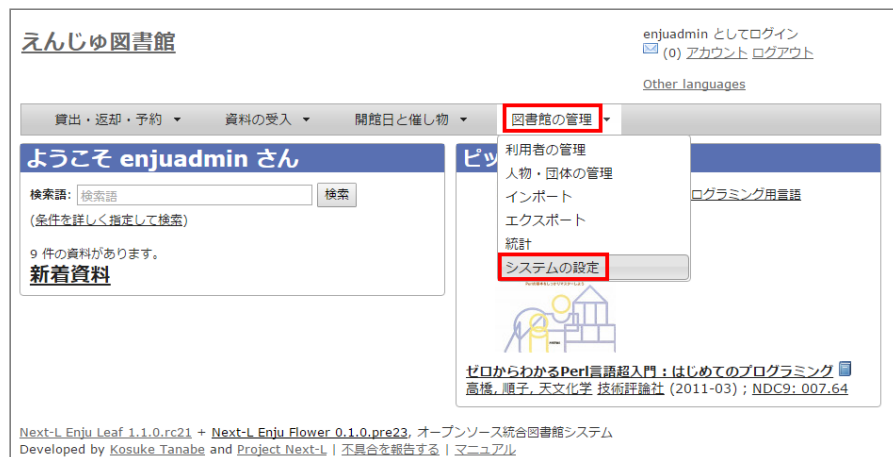 えんじゅ図書館
enjuadmin としてログイン
(0) アカウント ログアウト
Other languages
貸出・返却・予約 ▼ 資料の受入 ▼ 開館日と催し物 ▼ 図書館の管理 ▼
ようこそ enjuadmin さん
検索語: 検索語 検索
(条件を詳しく指定して検索)
9 件の資料があります。
新着資料
ピッ
利用者の管理
人物・団体の管理
インポート
エクスポート
統計
システムの設定
ログラミング用言語
ゼロからわかるPerl言語超入門 : はじめてのプログラミング
高橋, 順子, 天文化学 技術評論社 (2011-03) ; NDC9: 007.64
Next-L Enju Leaf 1.1.0.rc21 + Next-L Enju Flower 0.1.0.pre23, オープンソース統合図書館システム
Developed by Kosuke Tanabe and Project Next-L | 不具合を報告する | マニュアル